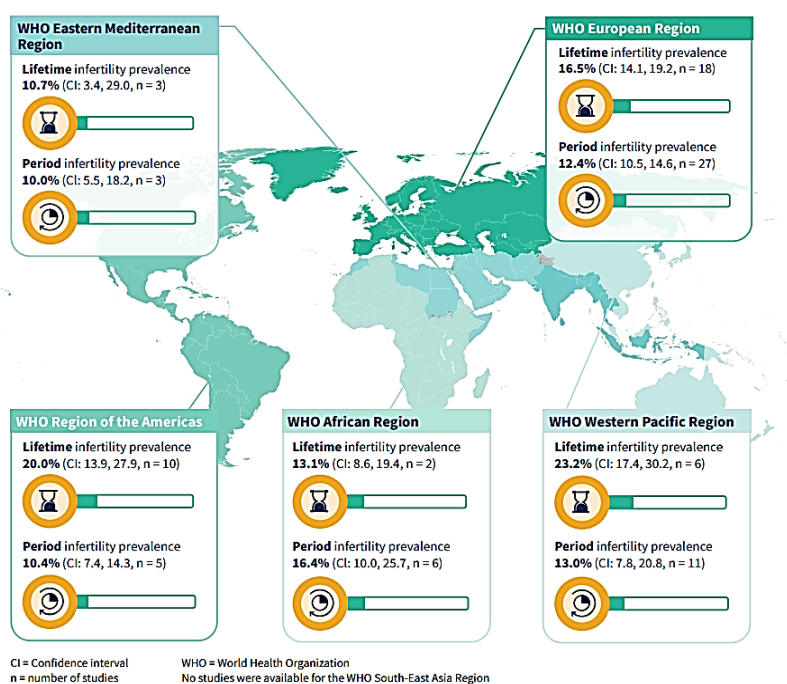 WHO Eastern Mediterranean
Region
Lifetime infertility prevalence
10.7% (CI: 3.4, 29.0, n = 3)
Period infertility prevalence
10.0% (CI: 5.5, 18.2, n = 3)
WHO European Region
Lifetime infertility prevalence
16.5% (CI: 14.1, 19.2, n = 18)
Period infertility prevalence
12.4% (CI: 10.5, 14.6, n = 27)
WHO Region of the Americas
Lifetime infertility prevalence
20.0% (CI: 13.9, 27.9, n = 10)
Period infertility prevalence
10.4% (CI: 7.4, 14.3, n = 5)
WHO African Region
Lifetime infertility prevalence
13.1% (CI: 8.6, 19.4, n = 2)
Period infertility prevalence
16.4% (CI: 10.0, 25.7, n = 6)
WHO Western Pacific Region
Lifetime infertility prevalence
23.2% (CI: 17.4, 30.2, n = 6)
Period infertility prevalence
13.0% (CI: 7.8, 20.8, n = 11)
CI = Confidence interval
n = number of studies
WHO = World Health Organization
No studies were available for the WHO South-East Asia Region